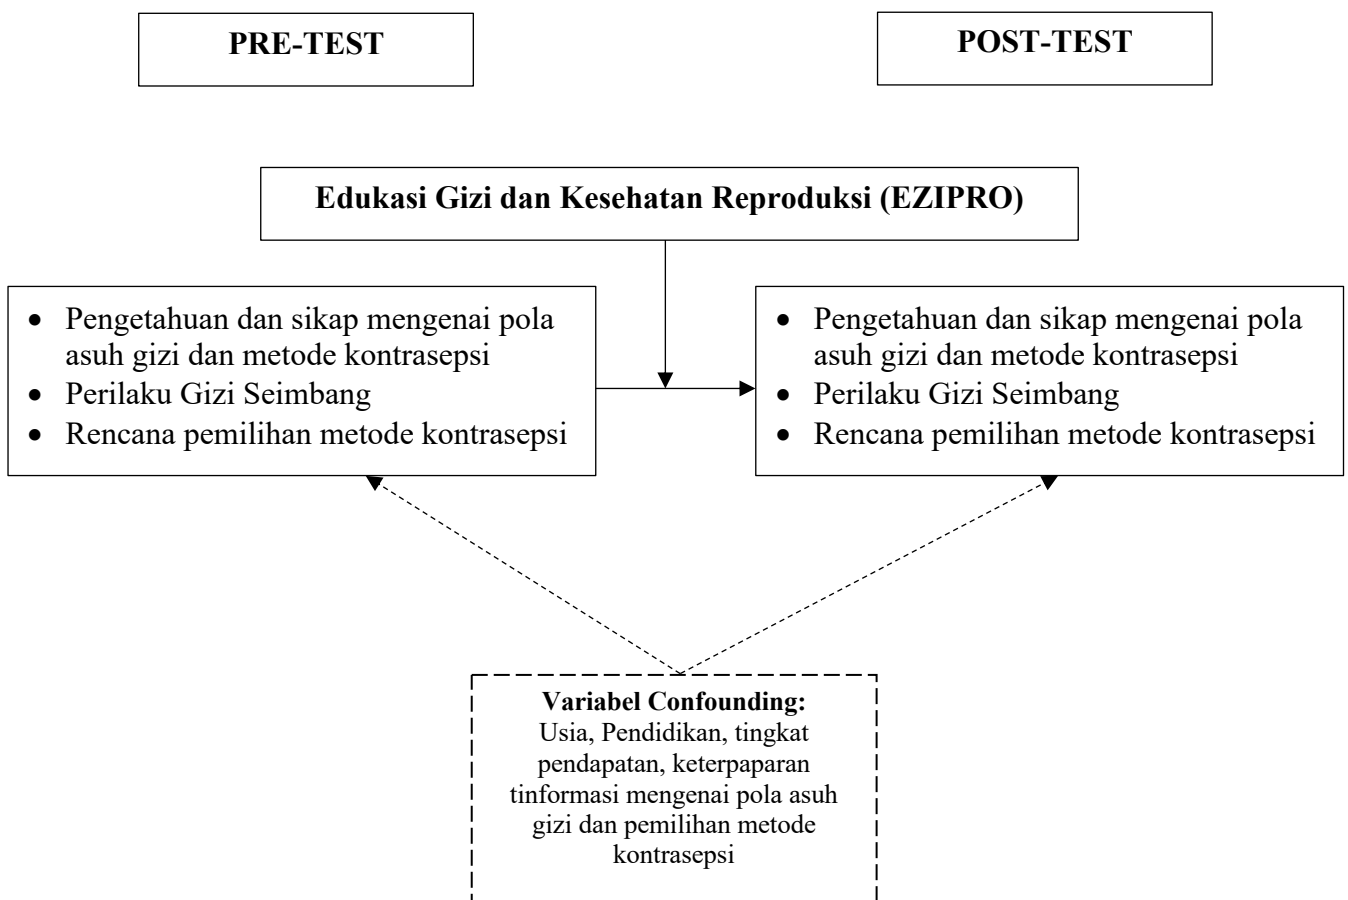 PRE-TEST
POST-TEST
Edukasi Gizi dan Kesehatan Reproduksi (EZIPRO)
• Pengetahuan dan sikap mengenai pola
asuh gizi dan metode kontrasepsi
• Perilaku Gizi Seimbang
• Rencana pemilihan metode kontrasepsi
• Pengetahuan dan sikap mengenai pola
asuh gizi dan metode kontrasepsi
• Perilaku Gizi Seimbang
• Rencana pemilihan metode kontrasepsi
Variabel Confounding:
Usia, Pendidikan, tingkat
pendapatan, keterpaparan
tinformasi mengenai pola asuh
gizi dan pemilihan metode
kontrasepsi